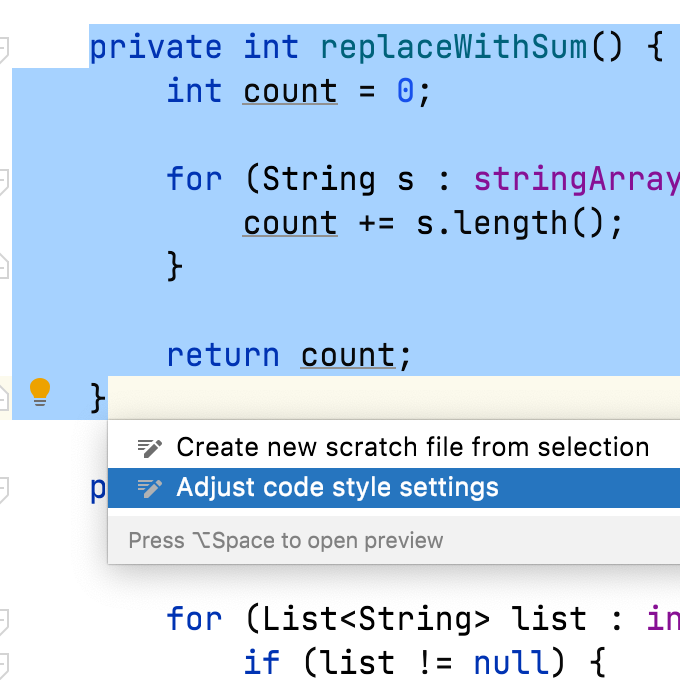 private int replaceWithSum() {
int count = 0;
for (String s : stringArray
count += s.length();
}
return count;
}
Create new scratch file from selection
p
Adjust code style settings
Press ⌥Space to open preview
for (List<String> list : in
if (list != null) {